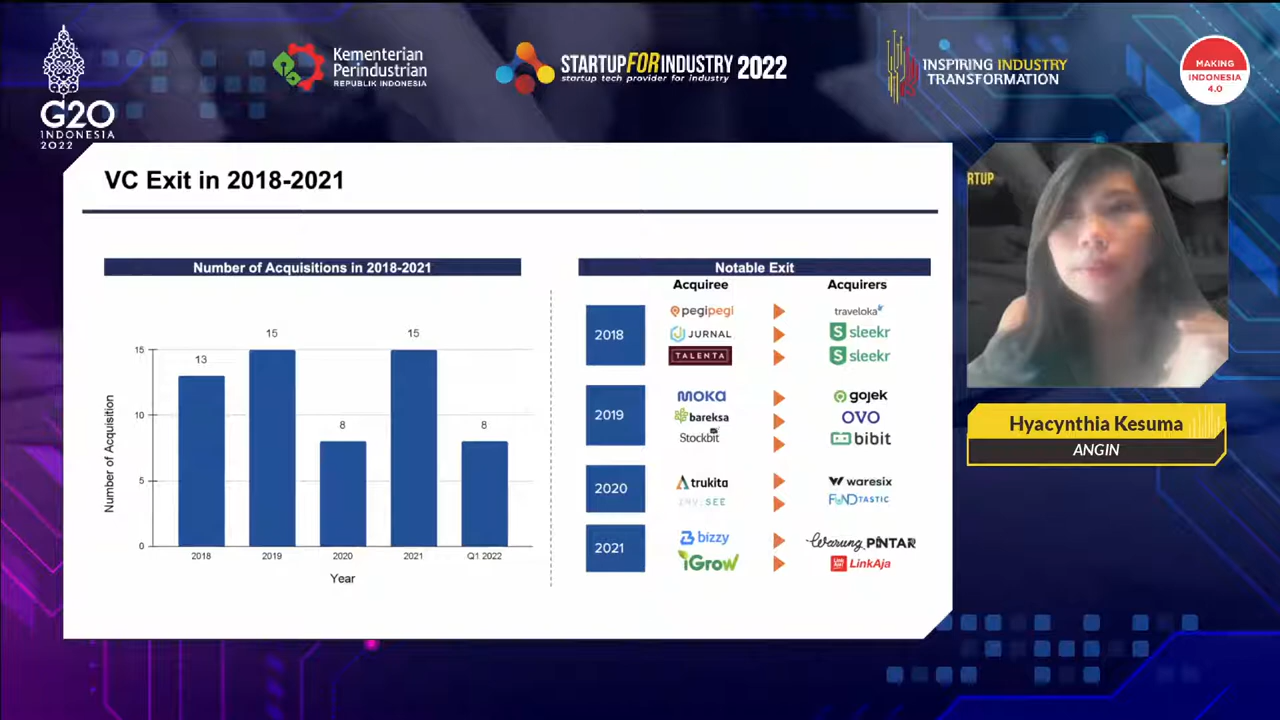 G20
INDONESIA
2022
Kementerian
Perindustrian
REPUBLIK INDONESIA
STARTUPFORINDUSTRY 2022
startup tech provider for industry
INSPIRING INDUSTRY
TRANSFORMATION
MAKING
INDONESIA
4.0
VC Exit in 2018-2021
Number of Acquisitions in 2018-2021
Number of Acquisition
15
10
5
0
13
15
8
15
8
2018
2019
2020
2021
Q1 2022
Year
Notable Exit
Acquiree
Acquirers
2018
pegipegi
traveloka
JURNAL
sleekr
TALENTA
sleekr
2019
MOKA
gojek
bareksa
OVO
Stockbit
bibit
2020
trukita
waresix
INV.SEE
FUNDTASTIC
2021
bizzy
Warung PINTAR
iGrow
LinkAja
RTUP
Hyacynthia Kesuma
ANGIN